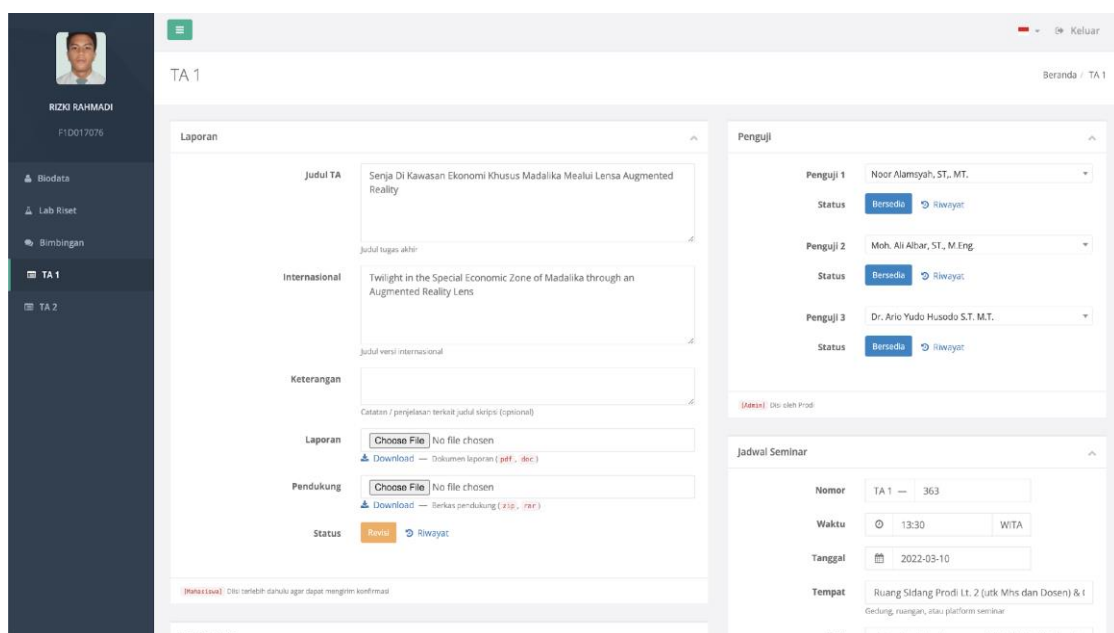 Keluar
TA 1
Beranda / TA 1
RIZKI RAHMADI
F1D017076
Biodata
Lab Riset
Bimbingan
TA 1
TA 2
Laporan
Judul TA
Senja Di Kawasan Ekonomi Khusus Madalika Mealui Lensa Augmented
Reality
Judul tugas akhir
Internasional
Twilight in the Special Economic Zone of Madalika through an
Augmented Reality Lens
Judul versi internasional
Keterangan
Catatan / penjelasan terkait judul skripsi (opsional)
Laporan
Choose File No file chosen
Download — Dokumen laporan ( pdf, doc )
Pendukung
Choose File No file chosen
Download — Berkas pendukung ( zip, rar )
Status Revisi Riwayat
[Mahasiswa] Diisi terlebih dahulu agar dapat mengirim konfirmasi
Penguji
Penguji 1 Noor Alamsyah, ST,. MT.
Status Bersedia Riwayat
Penguji 2 Moh. Ali Albar, ST., M.Eng.
Status Bersedia Riwayat
Penguji 3 Dr. Ario Yudo Husodo S.T. M.T.
Status Bersedia Riwayat
[Admin] Diisi oleh Prodi
Jadwal Seminar
Nomor TA 1 — 363
Waktu 13:30 WITA
Tanggal 2022-03-10
Tempat Ruang Sidang Prodi Lt. 2 (utk Mhs dan Dosen) &
Gedung, ruangan, atau platform seminar